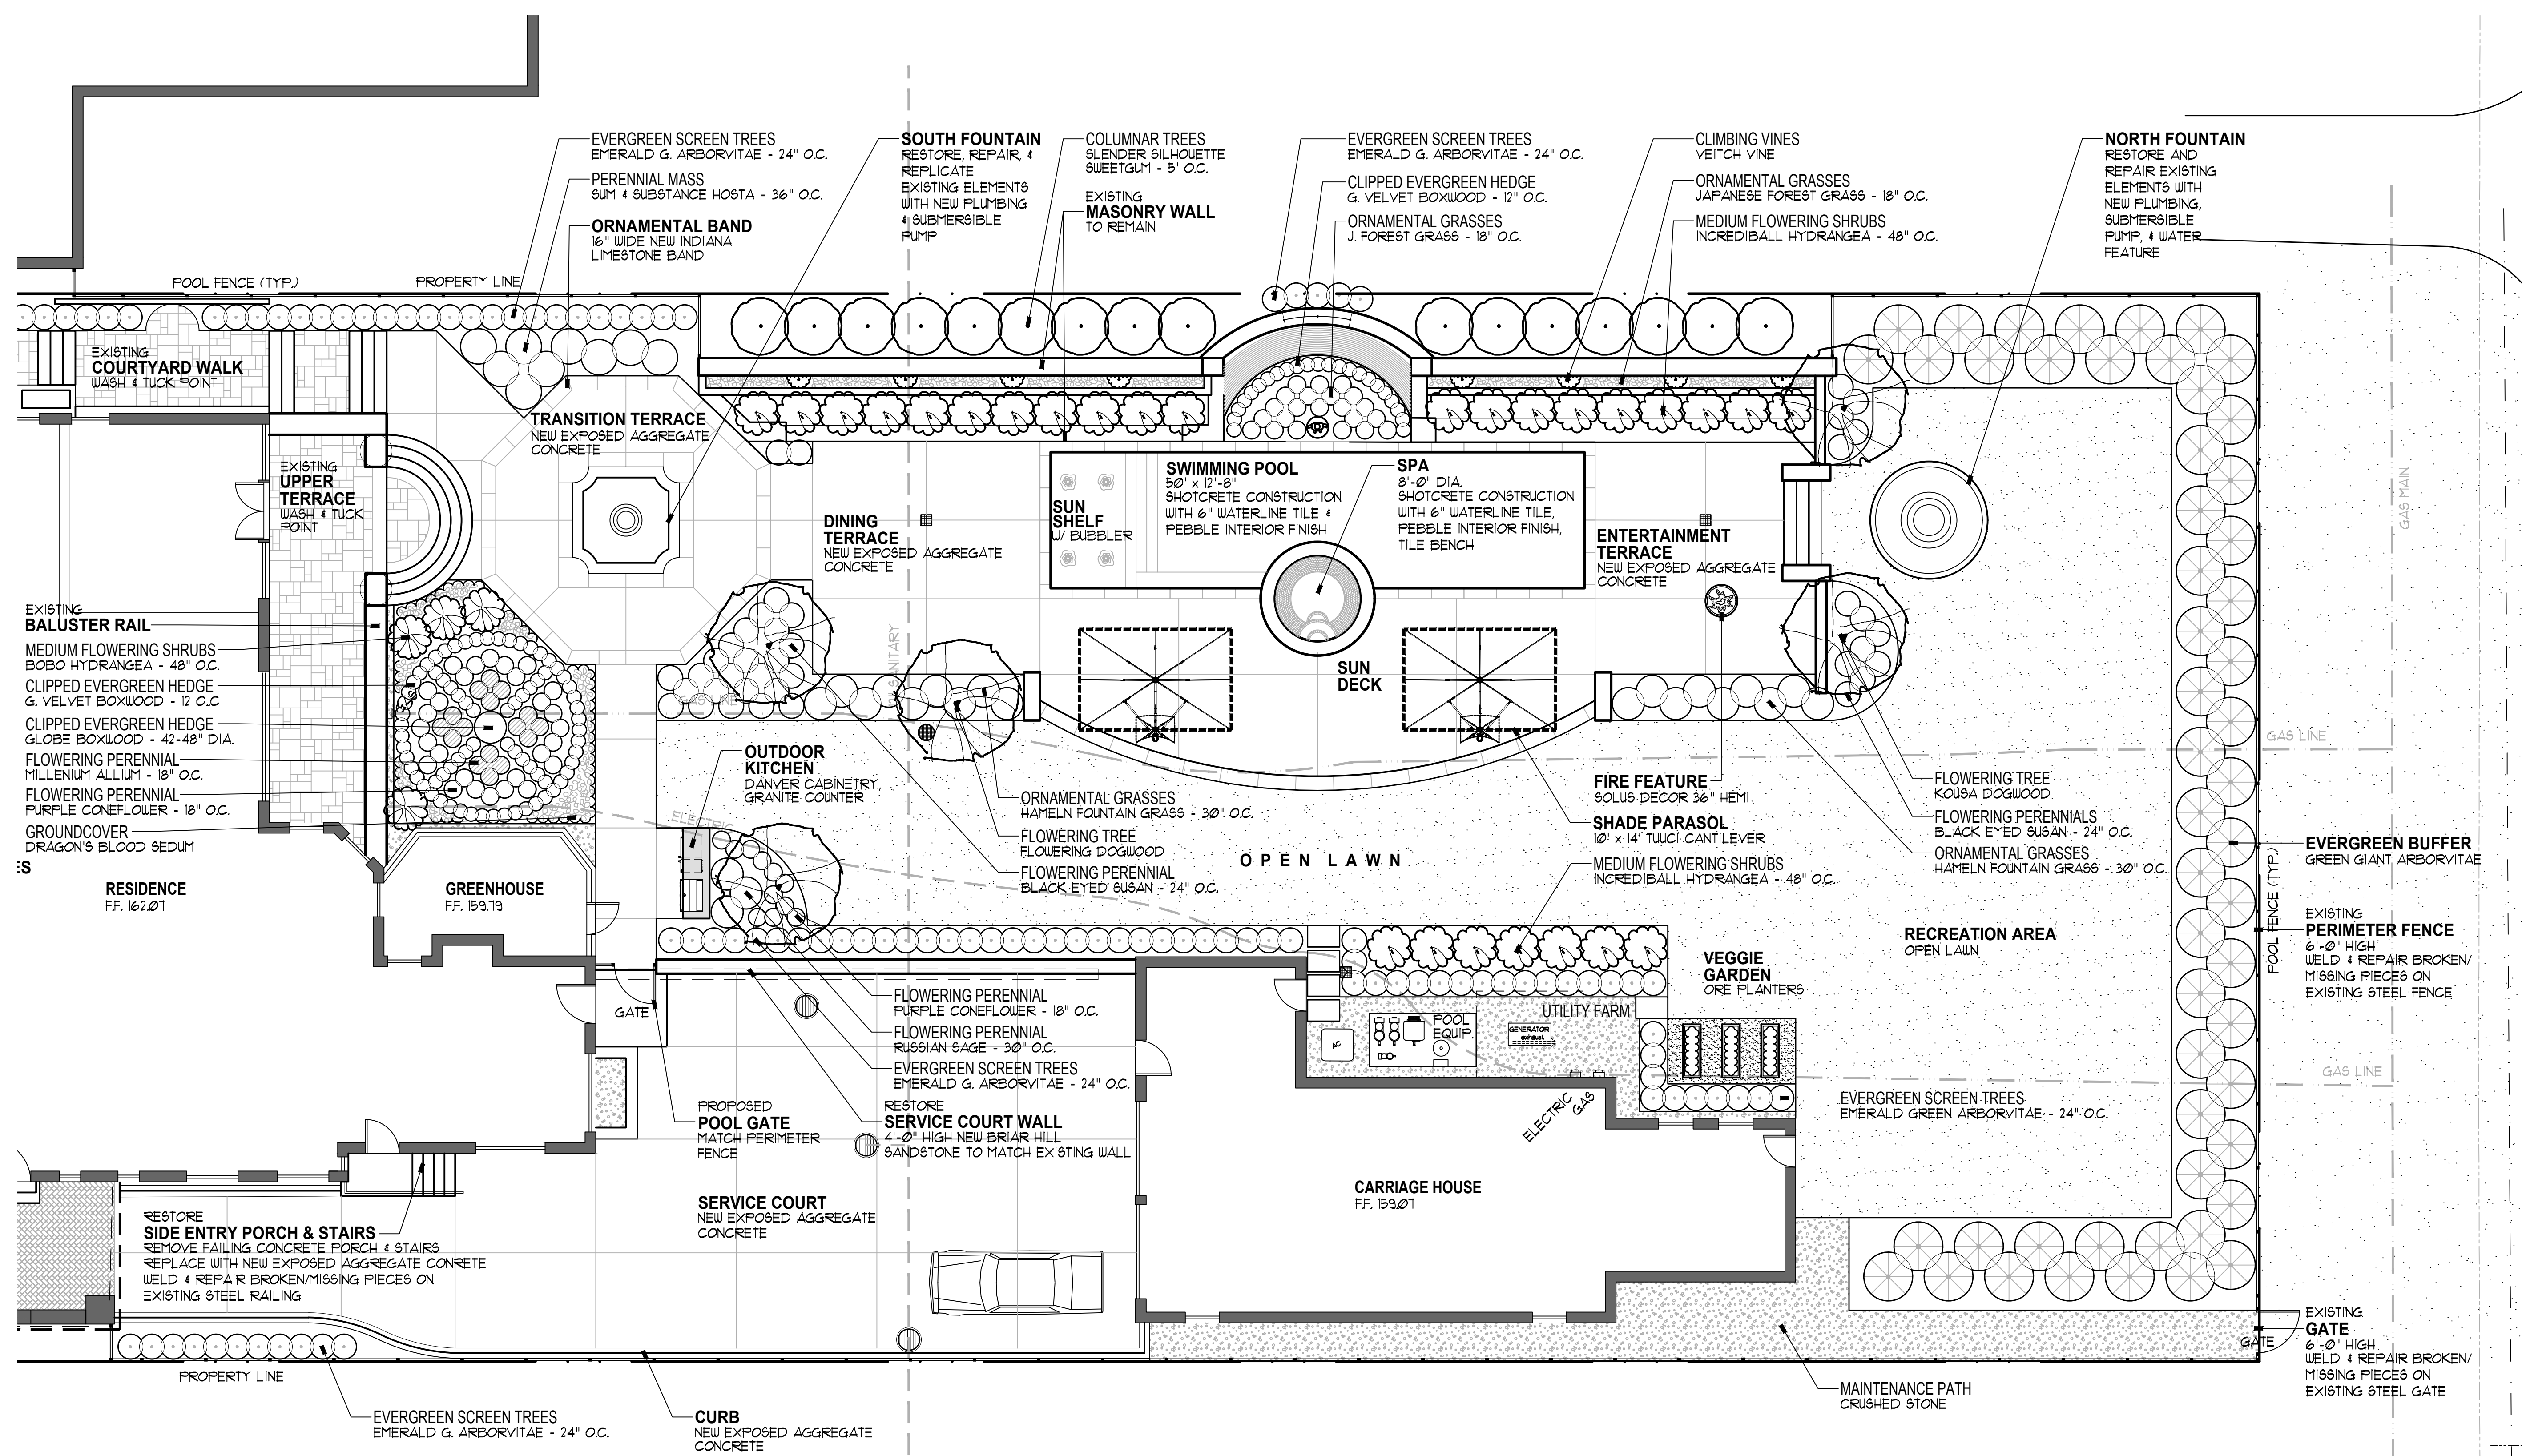 EVERGREEN SCREEN TREES
EMERALD G. ARBORVITAE - 24" O.C.
PERENNIAL MASS
SUM & SUBSTANCE HOSTA - 36" O.C.
ORNAMENTAL BAND
16" WIDE NEW INDIANA
LIMESTONE BAND
SOUTH FOUNTAIN
RESTORE, REPAIR, &
REPLICATE
EXISTING ELEMENTS
WITH NEW PLUMBING
& SUBMERSIBLE
PUMP
COLUMNAR TREES
SLENDER SILHOUETTE
SWEETGUM - 5' O.C.
EXISTING
MASONRY WALL
TO REMAIN
EVERGREEN SCREEN TREES
EMERALD G. ARBORVITAE - 24" O.C.
CLIPPED EVERGREEN HEDGE
G. VELVET BOXWOOD - 12" O.C.
ORNAMENTAL GRASSES
J. FOREST GRASS - 18" O.C.
CLIMBING VINES
VEITCH VINE
ORNAMENTAL GRASSES
JAPANESE FOREST GRASS - 18" O.C.
MEDIUM FLOWERING SHRUBS
INCREDIBALL HYDRANGEA - 48" O.C.
NORTH FOUNTAIN
RESTORE AND
REPAIR EXISTING
ELEMENTS WITH
NEW PLUMBING,
SUBMERSIBLE
PUMP, & WATER
FEATURE
POOL FENCE (TYP.)
PROPERTY LINE
EXISTING
COURTYARD WALK
WASH & TUCK POINT
TRANSITION TERRACE
NEW EXPOSED AGGREGATE
CONCRETE
EXISTING
UPPER
TERRACE
WASH & TUCK
POINT
DINING
TERRACE
NEW EXPOSED AGGREGATE
CONCRETE
SUN
SHELF
W/ BUBBLER
SWIMMING POOL
50' x 12'-8"
SHOTCRETE CONSTRUCTION
WITH 6" WATERLINE TILE &
PEBBLE INTERIOR FINISH
SPA
8'-0" DIA.
SHOTCRETE CONSTRUCTION
WITH 6" WATERLINE TILE,
PEBBLE INTERIOR FINISH,
TILE BENCH
ENTERTAINMENT
TERRACE
NEW EXPOSED AGGREGATE
CONCRETE
GAS MAIN
EXISTING
BALUSTER RAIL
MEDIUM FLOWERING SHRUBS
BOBO HYDRANGEA - 48" O.C.
CLIPPED EVERGREEN HEDGE
G. VELVET BOXWOOD - 12 O.C
CLIPPED EVERGREEN HEDGE
GLOBE BOXWOOD - 42-48" DIA.
FLOWERING PERENNIAL
MILLENIUM ALLIUM - 18" O.C.
FLOWERING PERENNIAL
PURPLE CONEFLOWER - 18" O.C.
GROUNDCOVER
DRAGON'S BLOOD SEDUM
ES
SANITARY
SUN
DECK
GAS LINE
OUTDOOR
KITCHEN
DANVER CABINETRY,
GRANITE COUNTER
ELECTRIC
ORNAMENTAL GRASSES
HAMELN FOUNTAIN GRASS - 30" O.C.
FLOWERING TREE
FLOWERING DOGWOOD
FLOWERING PERENNIAL
BLACK EYED SUSAN - 24" O.C.
OPEN LAWN
FIRE FEATURE
SOLUS DECOR 36" HEMI
SHADE PARASOL
10' x 14' TUUCI CANTILEVER
MEDIUM FLOWERING SHRUBS
INCREDIBALL HYDRANGEA - 48" O.C.
FLOWERING TREE
KOUSA DOGWOOD
FLOWERING PERENNIALS
BLACK EYED SUSAN - 24" O.C.
ORNAMENTAL GRASSES
HAMELN FOUNTAIN GRASS - 30" O.C.
EVERGREEN BUFFER
GREEN GIANT ARBORVITAE
POOL FENCE (TYP.)
EXISTING
PERIMETER FENCE
6'-0" HIGH
WELD & REPAIR BROKEN/
MISSING PIECES ON
EXISTING STEEL FENCE
RESIDENCE
F.F. 162.07
GREENHOUSE
F.F. 159.79
RECREATION AREA
OPEN LAWN
VEGGIE
GARDEN
ORE PLANTERS
GATE
FLOWERING PERENNIAL
PURPLE CONEFLOWER - 18" O.C.
FLOWERING PERENNIAL
RUSSIAN SAGE - 30" O.C.
EVERGREEN SCREEN TREES
EMERALD G. ARBORVITAE - 24" O.C.
UTILITY FARM
AC
POOL
EQUIP.
GENERATOR
exhaust
GAS LINE
PROPOSED
POOL GATE
MATCH PERIMETER
FENCE
RESTORE
SERVICE COURT WALL
4'-0" HIGH NEW BRIAR HILL
SANDSTONE TO MATCH EXISTING WALL
ELECTRIC
GAS
EVERGREEN SCREEN TREES
EMERALD GREEN ARBORVITAE - 24" O.C.
SERVICE COURT
NEW EXPOSED AGGREGATE
CONCRETE
CARRIAGE HOUSE
F.F. 159.07
RESTORE
SIDE ENTRY PORCH & STAIRS
REMOVE FAILING CONCRETE PORCH & STAIRS
REPLACE WITH NEW EXPOSED AGGREGATE CONRETE
WELD & REPAIR BROKEN/MISSING PIECES ON
EXISTING STEEL RAILING
GATE
EXISTING
GATE
6'-0" HIGH
WELD & REPAIR BROKEN/
MISSING PIECES ON
EXISTING STEEL GATE
PROPERTY LINE
EVERGREEN SCREEN TREES
EMERALD G. ARBORVITAE - 24" O.C.
CURB
NEW EXPOSED AGGREGATE
CONCRETE
MAINTENANCE PATH
CRUSHED STONE